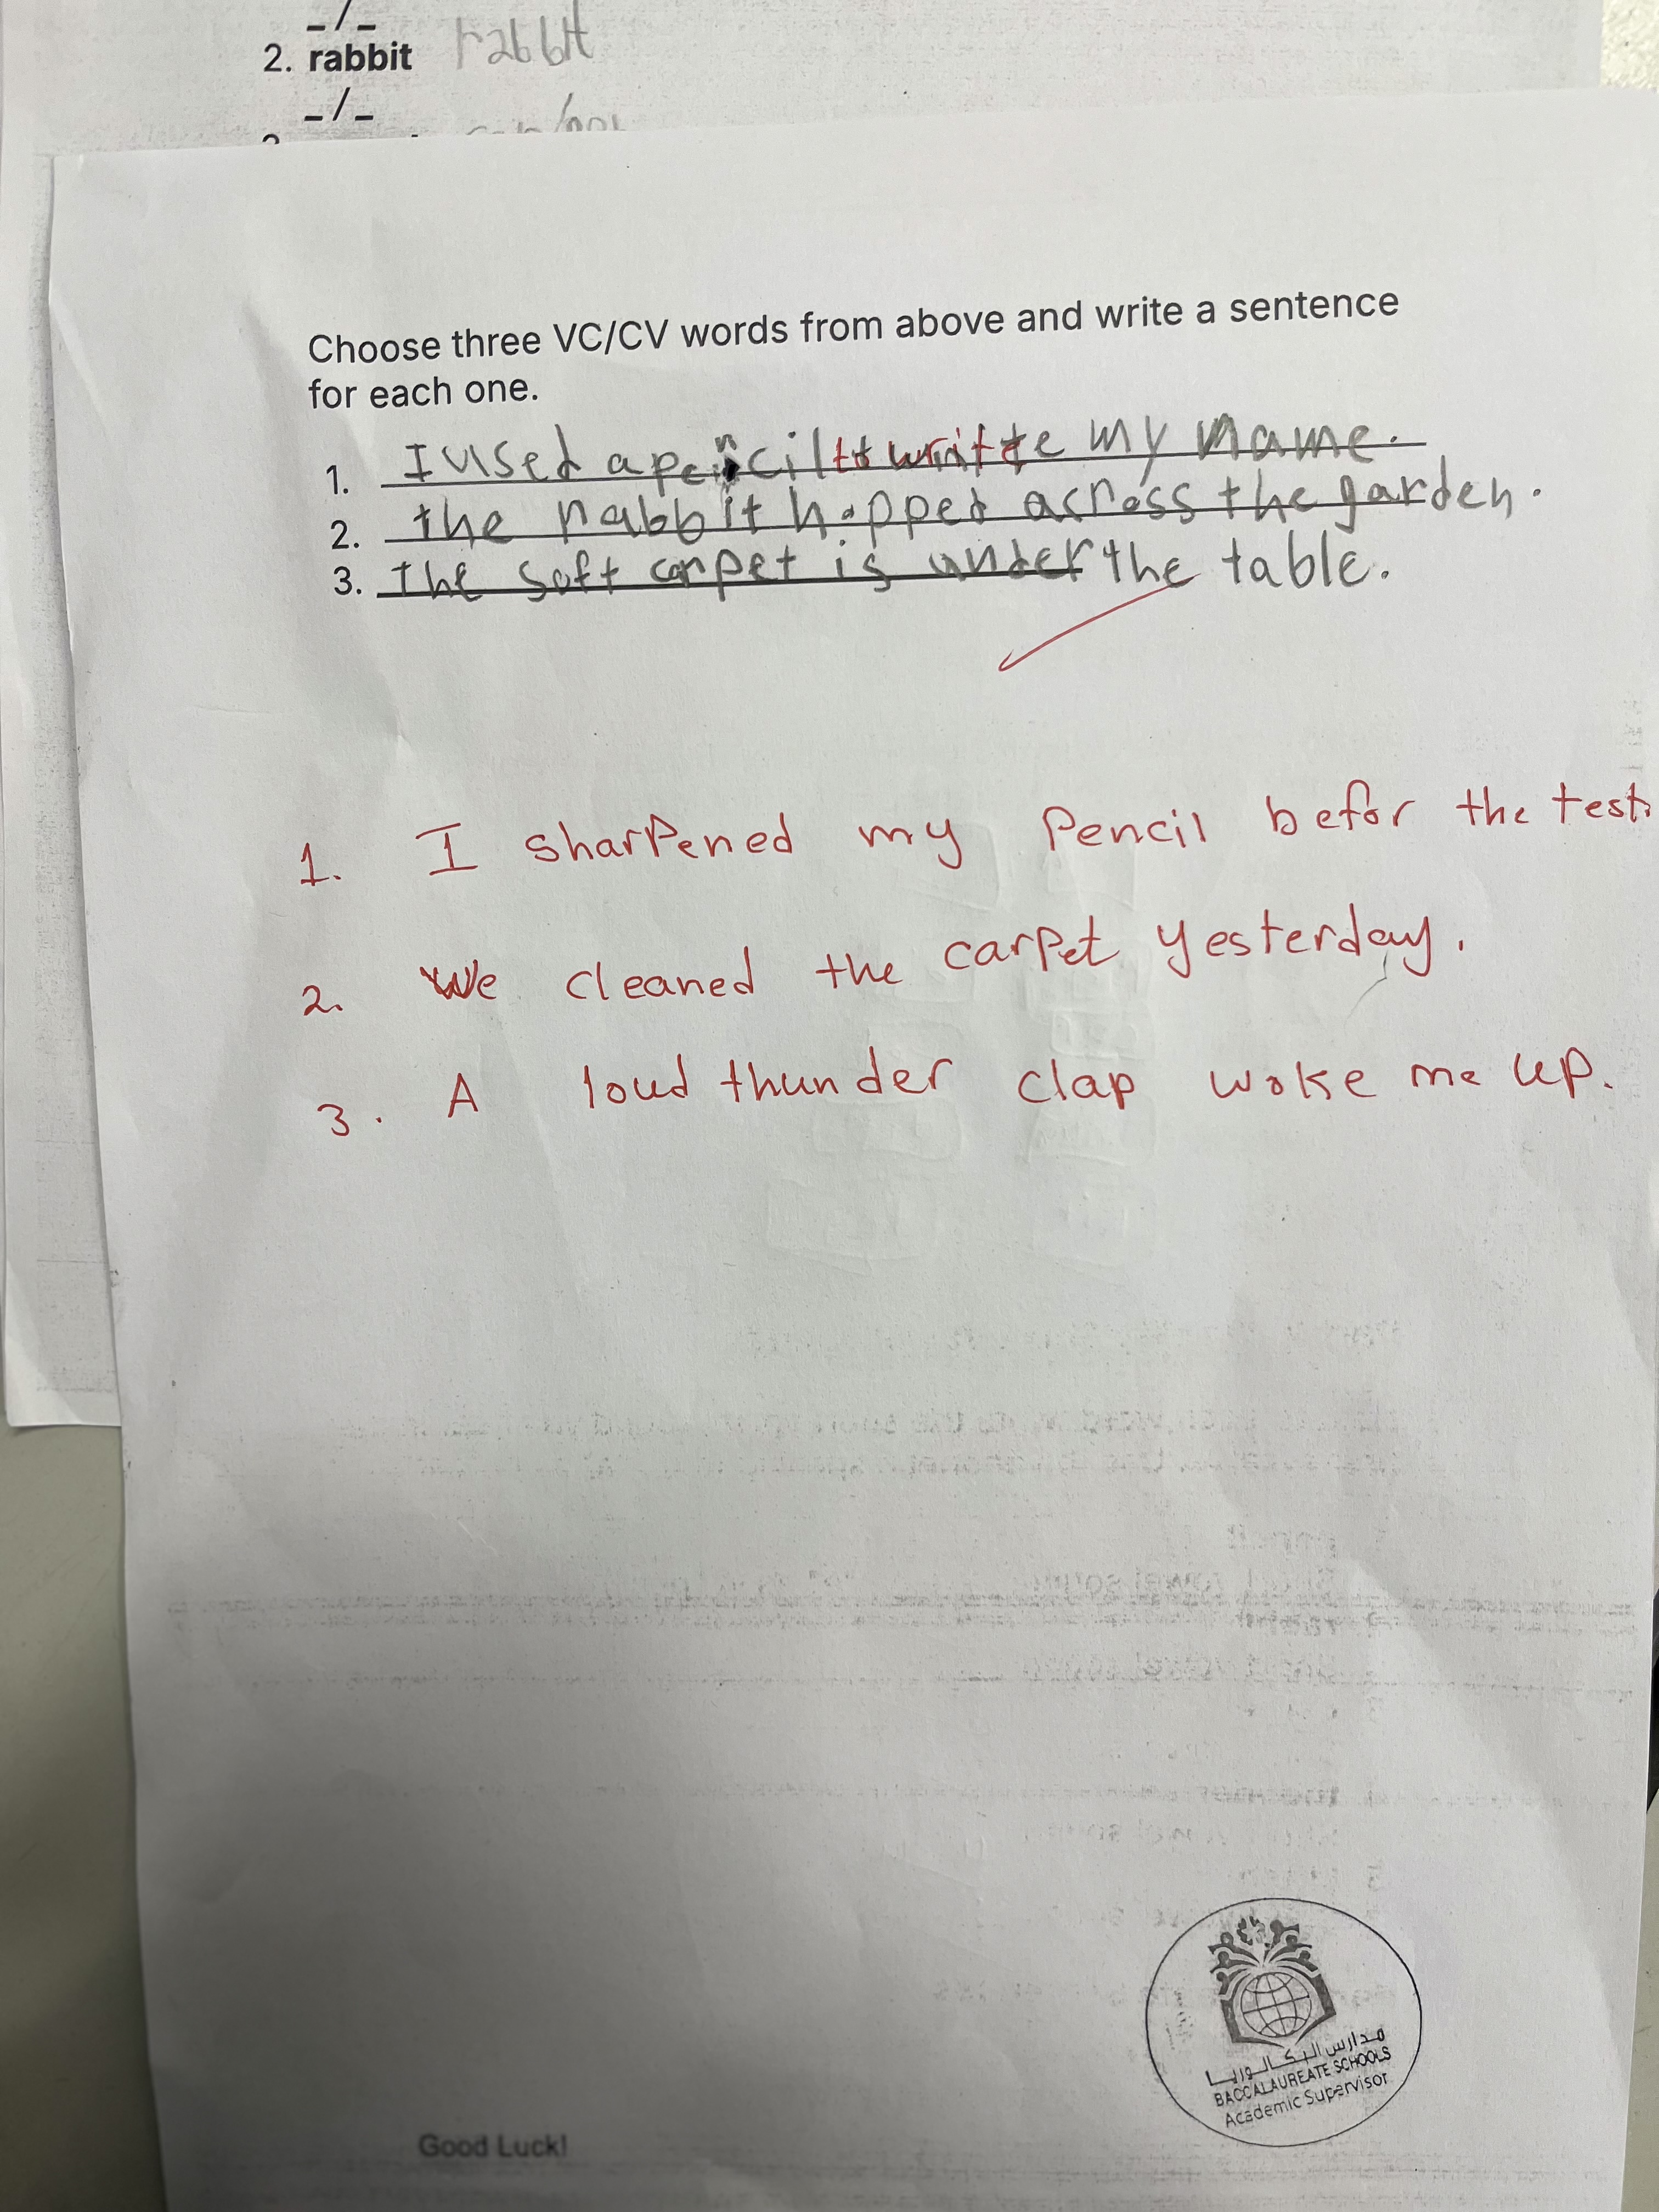 _/_
2. rabbit rabbit
_/_
Choose three VC/CV words from above and write a sentence
for each one.
1. I used a pencil to write my name.
2. the rabbit hopped across the garden.
3. The soft carpet is under the table.
1. I sharpened my Pencil befor the test.
2. We cleaned the carpet yesterday.
3. A loud thunder clap woke me up.
مدارس البكالوريا
BACCALAUREATE SCHOOLS
Academic Supervisor
Good Luck!